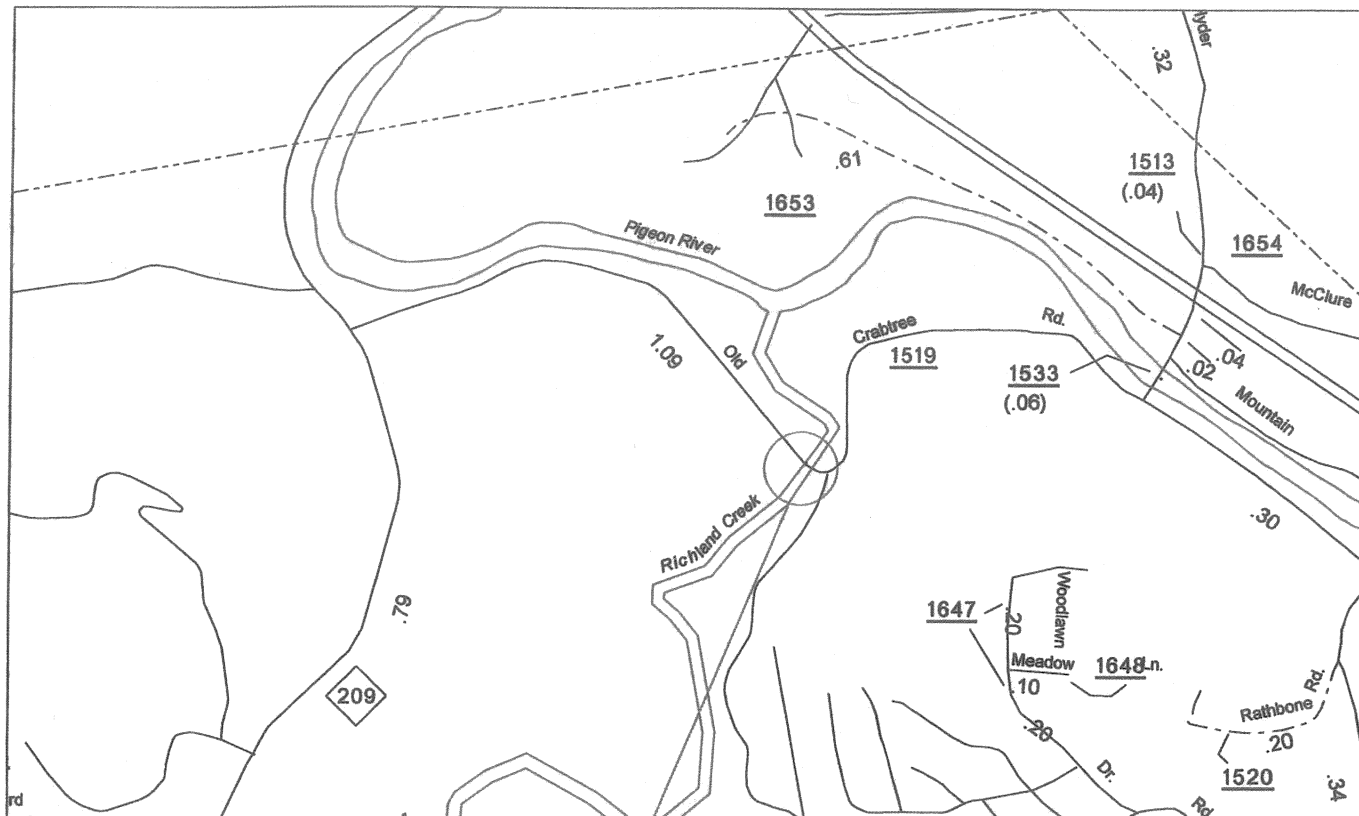 .32
.61
1513
(.04)
1653
Pigeon River
1654
McClure
Crabtree
Rd.
1.09
Old
1519
1533
(.06)
.04
.02
Mountain
Richland Creek
.30
.79
1647
.20
Woodlawn
Meadow
1648
Ln.
.10
209
.20
Dr.
Rathbone
Rd.
.20
1520
.34
Rd
rd